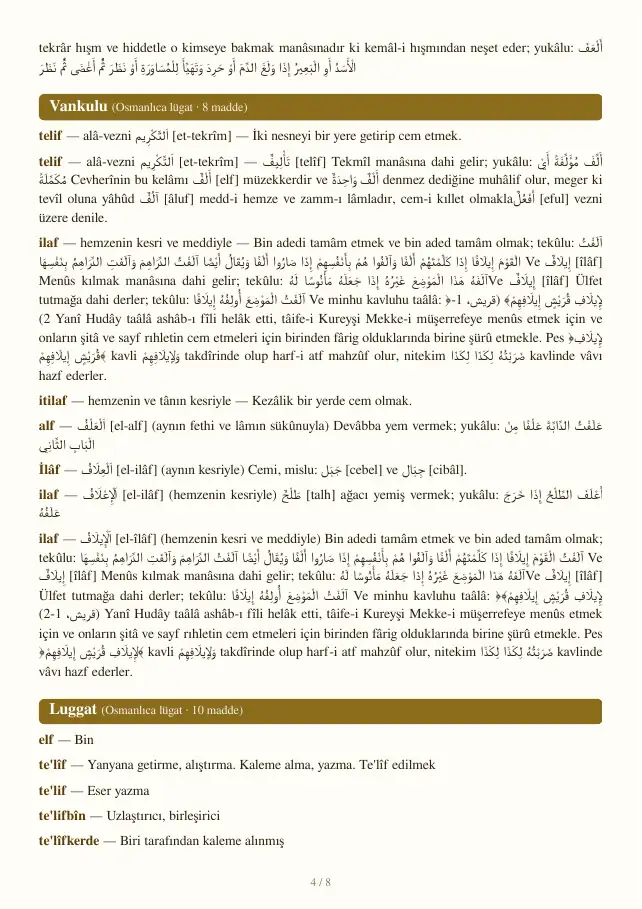 tekrâr hışm ve hiddetle o kimseye bakmak manâsınadır ki kemâl-i hışmından neşet eder; yukâlu: أَلْغَفَ
الْأَسَدُ أَوِ الْبَعِيرُ إِذَا وَلَغَ الدَّمَ أَوْ حَرِدَ وَتَهَيَّأَ لِلْمُسَاوَرَةِ أَوْ نَظَرَ ثُمَّ أَغْضَى ثُمَّ نَظَرَ
Vankulu (Osmanlıca lügat · 8 madde)
telif — alâ-vezni اَلتَّكْرِيم [et-tekrîm] — İki nesneyi bir yere getirip cem etmek.
telif — alâ-vezni اَلتَّكْرِيم [et-tekrîm] — تَأْلِيفٌ [telîf] Tekmîl manâsına dahi gelir; yukâlu: أَلْفٌ مُؤَلَّفَةٌ أَيْ
مُكَمَّلَةٌ Cevherînin bu kelâmı أَلْفٌ [elf] müzekkerdir ve أَلْفٌ وَاحِدَةٌ denmez dediğine muhâlif olur, meger ki
tevîl oluna yâhûd آلُفٌ [âluf] medd-i hemze ve zamm-ı lâmladır, cem-i kıllet olmakla أَفْعُلٌ [eful] vezni
üzere denile.
ilaf — hemzenin kesri ve meddiyle — Bin adedi tamâm etmek ve bin aded tamâm olmak; tekûlu: آلَفْتُ
الْقَوْمَ إِيلَافًا إِذَا كَلَّمْتَهُمْ أَلْفًا وَآلَفُوا هُمْ بِأَنْفُسِهِمْ إِذَا صَارُوا أَلْفًا وَيُقَالُ أَيْضًا آلَفْتُ الدَّرَاهِمَ وَآلَفَتِ الدَّرَاهِمُ بِنَفْسِهَا Ve إِيلَافٌ [îlâf]
Menûs kılmak manâsına dahi gelir; tekûlu: آلَفَهُ هَذَا الْمَوْضِعَ غَيْرُهُ إِذَا جَعَلَهُ مَأْنُوسًا لَهُ Ve إِيلَافٌ [îlâf] Ülfet
tutmağa dahi derler; tekûlu: آلَفْتُ الْمَوْضِعَ أُولِفُهُ إِيلَافًا Ve minhu kavluhu taâlâ: ﴿لِإِيلَافِ قُرَيْشٍ إِيلَافِهِمْ﴾ (قريش، 1-
2) Yanî Hudây taâlâ ashâb-ı fîli helâk etti, tâife-i Kureyşi Mekke-i müşerrefeye menûs etmek için ve
onların şitâ ve sayf rıhletin cem etmeleri için birinden fârig olduklarında birine şürû etmekle. Pes ﴿لِإِيلَافِ
قُرَيْشٍ إِيلَافِهِمْ﴾ kavli وَلِإِيلَافِهِمْ takdîrinde olup harf-i atf mahzûf olur, nitekim ضَرَبْتُهُ لِكَذَا لِكَذَا kavlinde vâvı
hazf ederler.
itilaf — hemzenin ve tânın kesriyle — Kezâlik bir yerde cem olmak.
alf — اَلْعَلْفُ [el-alf] (aynın fethi ve lâmın sükûnuyla) Devâbba yem vermek; yukâlu: عَلَفْتُ الدَّابَّةَ عَلْفًا مِنْ
الْبَابِ الثَّانِي
İlâf — اَلْعِلَافُ [el-ilâf] (aynın kesriyle) Cemi, mislu: جَبَل [cebel] ve جِبَال [cibâl].
ilaf — اَلْإِعْلَافُ [el-ilâf] (hemzenin kesriyle) طَلْحٌ [talh] ağacı yemiş vermek; yukâlu: أَعْلَفَ الطَّلْحُ إِذَا خَرَجَ
عُلَّفُهُ
ilaf — اَلْإِيلَافُ [el-îlâf] (hemzenin kesri ve meddiyle) Bin adedi tamâm etmek ve bin aded tamâm olmak;
tekûlu: آلَفْتُ الْقَوْمَ إِيلَافًا إِذَا كَلَّمْتَهُمْ أَلْفًا وَآلَفُوا هُمْ بِأَنْفُسِهِمْ إِذَا صَارُوا أَلْفًا وَيُقَالُ أَيْضًا آلَفْتُ الدَّرَاهِمَ وَآلَفَتِ الدَّرَاهِمُ بِنَفْسِهَا Ve
إِيلَافٌ [îlâf] Menûs kılmak manâsına dahi gelir; tekûlu: آلَفَهُ هَذَا الْمَوْضِعَ غَيْرُهُ إِذَا جَعَلَهُ مَأْنُوسًا لَهُ Ve إِيلَافٌ [îlâf]
Ülfet tutmağa dahi derler; tekûlu: آلَفْتُ الْمَوْضِعَ أُولِفُهُ إِيلَافًا Ve minhu kavluhu taâlâ: ﴿لِإِيلَافِ قُرَيْشٍ إِيلَافِهِمْ﴾
(قريش، 1-2) Yanî Hudây taâlâ ashâb-ı fîli helâk etti, tâife-i Kureyşi Mekke-i müşerrefeye menûs etmek
için ve onların şitâ ve sayf rıhletin cem etmeleri için birinden fârig olduklarında birine şürû etmekle. Pes
﴿لِإِيلَافِ قُرَيْشٍ إِيلَافِهِمْ﴾ kavli وَلِإِيلَافِهِمْ takdîrinde olup harf-i atf mahzûf olur, nitekim ضَرَبْتُهُ لِكَذَا لِكَذَا kavlinde
vâvı hazf ederler.
Luggat (Osmanlıca lügat · 10 madde)
elf — Bin
te'lîf — Yanyana getirme, alıştırma. Kaleme alma, yazma. Te'lîf edilmek
te'lif — Eser yazma
te'lifbîn — Uzlaştırıcı, birleşirici
te'lîfkerde — Biri tarafından kaleme alınmış
4 / 8